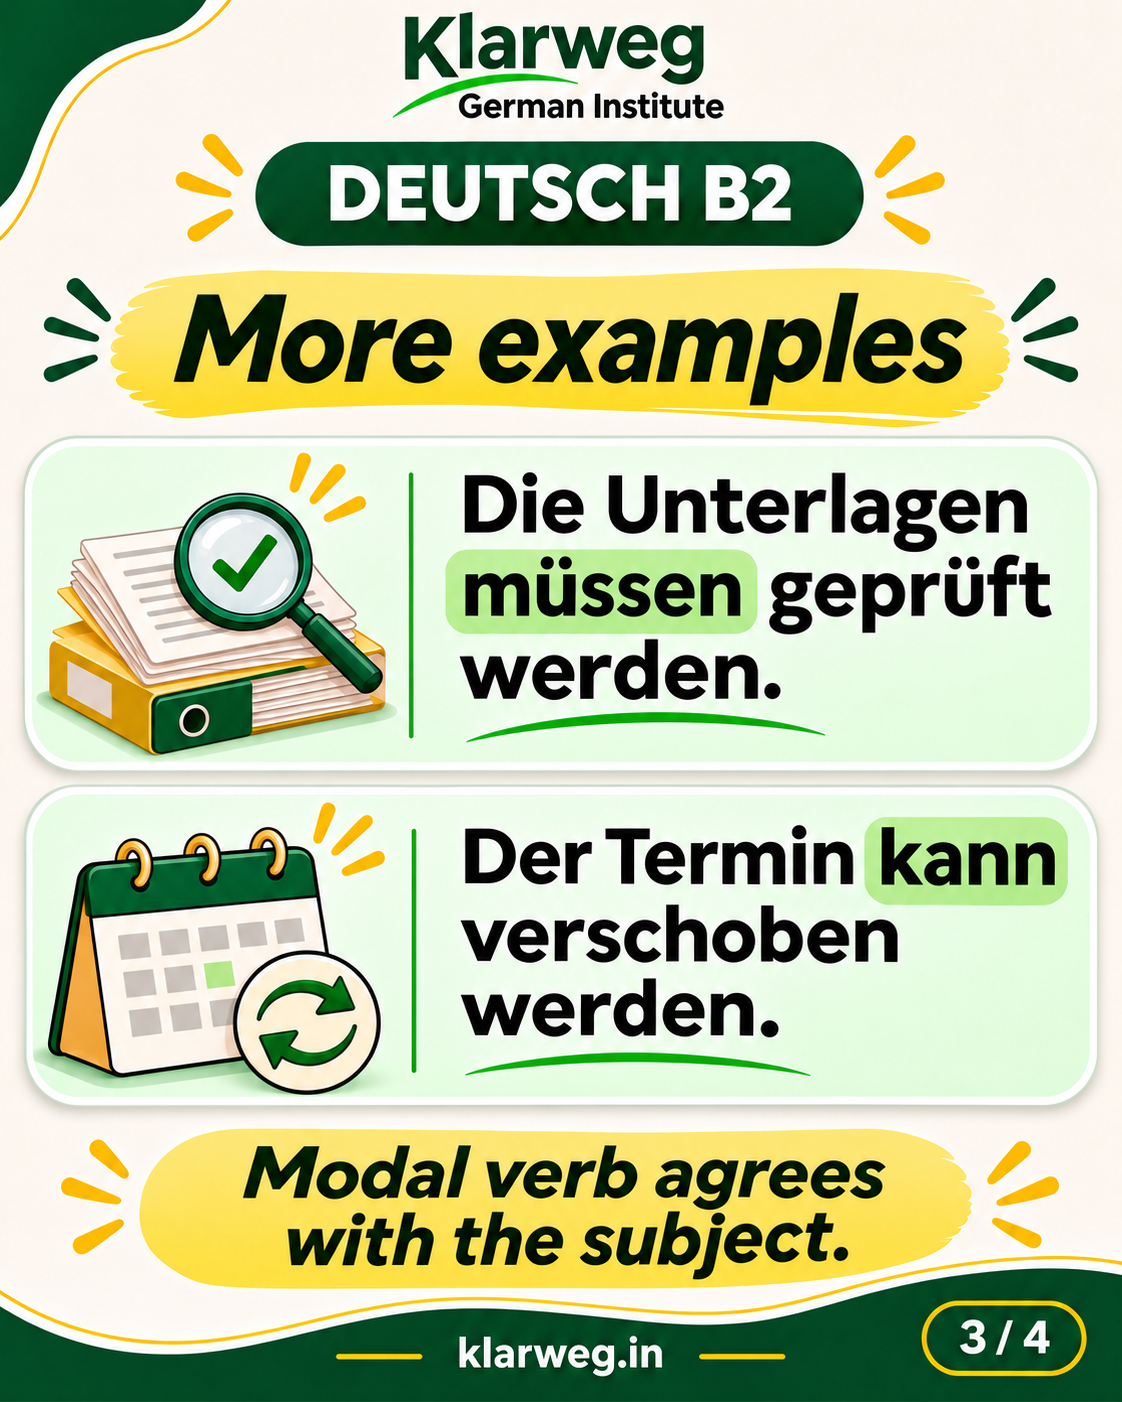 Klarweg
German Institute
DEUTSCH B2
More examples
Die Unterlagen
müssen geprüft
werden.
Der Termin kann
verschoben
werden.
Modal verb agrees
with the subject.
klarweg.in
3 / 4